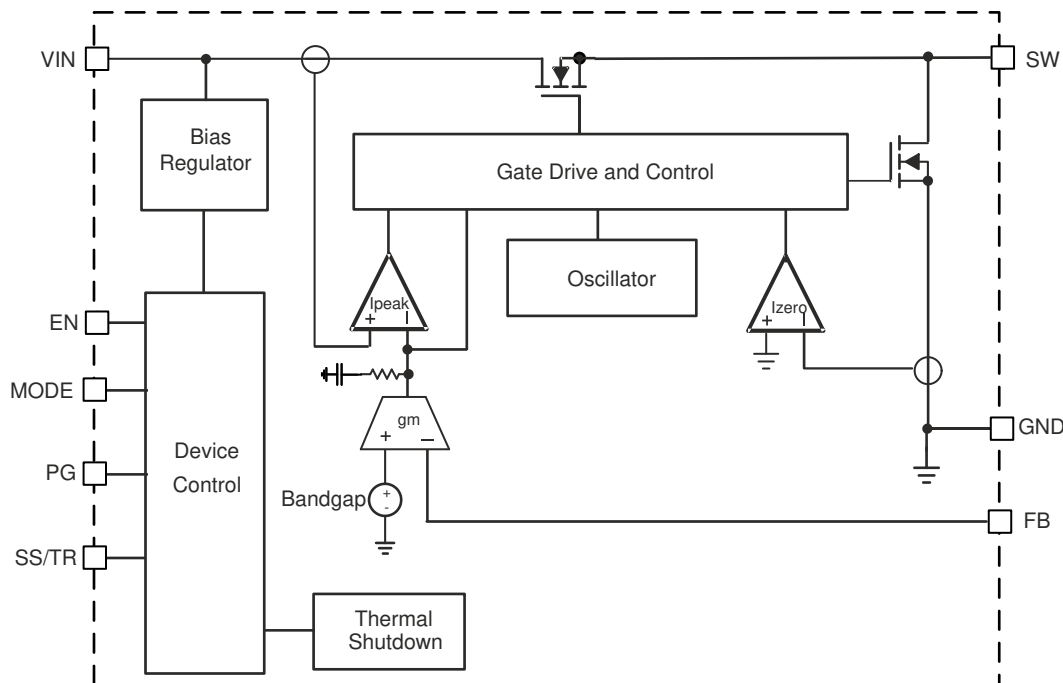 VIN
SW
Bias
Regulator
Gate Drive and Control
Oscillator
Ipeak
+ –
Izero
+ –
EN
MODE
gm
+ –
GND
Device
Control
PG
Bandgap
+
-
FB
SS/TR
Thermal
Shutdown